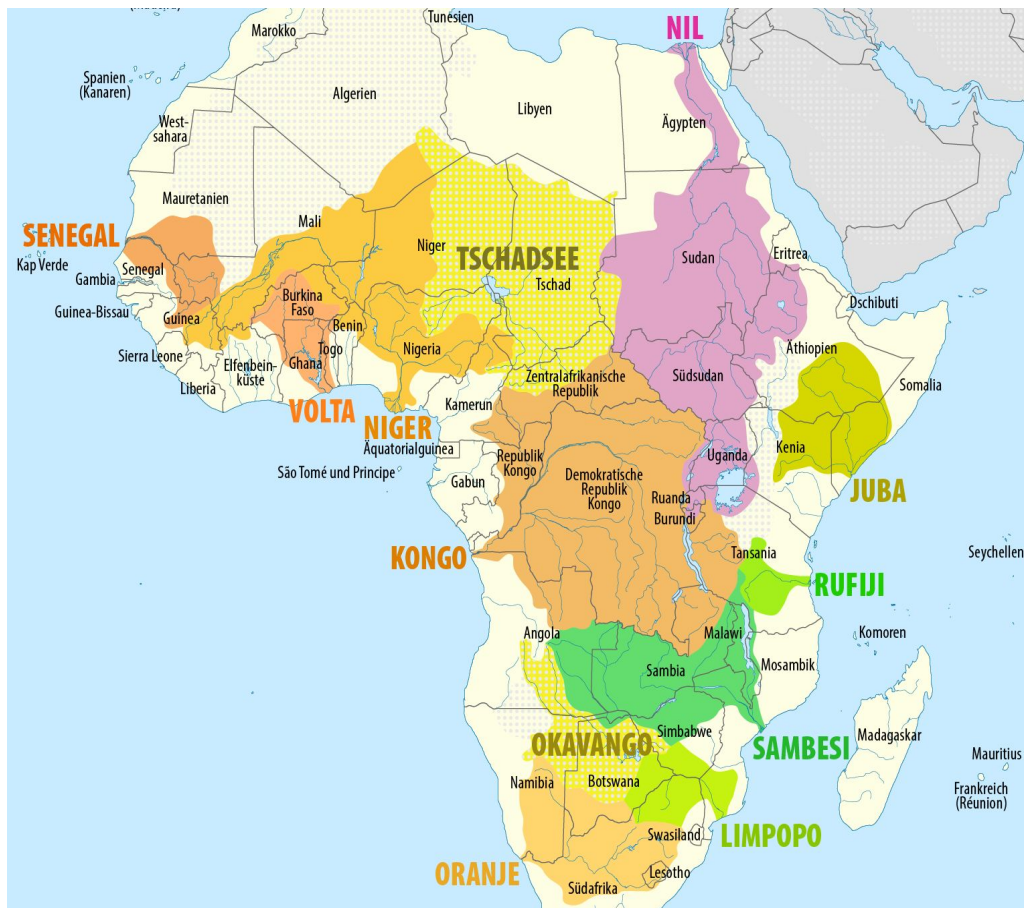 Tunesien
Marokko
NIL
Spanien
(Kanaren)
Algerien
Libyen
Ägypten
West-
sahara
Mauretanien
Mali
SENEGAL
Kap Verde
Niger
TSCHADSEE
Tschad
Sudan
Eritrea
Senegal
Gambia
Dschibuti
Guinea-Bissau
Guinea
Burkina
Faso
Benin
Togo
Nigeria
Äthiopien
Sierra Leone
Elfenbein-
küste
Ghana
Liberia
Zentralafrikanische
Republik
Südsudan
Somalia
VOLTA
NIGER
Kamerun
Äquatorialguinea
São Tomé und Principe
Gabun
Republik
Kongo
Demokratische
Republik
Kongo
Uganda
Kenia
Ruanda
Burundi
JUBA
KONGO
Tansania
Seychellen
RUFIJI
Angola
Malawi
Komoren
Sambia
Mosambik
OKAVANGO
Simbabwe
SAMBESI
Madagaskar
Mauritius
Namibia
Botswana
Frankreich
(Réunion)
Swasiland
LIMPOPO
ORANJE
Lesotho
Südafrika